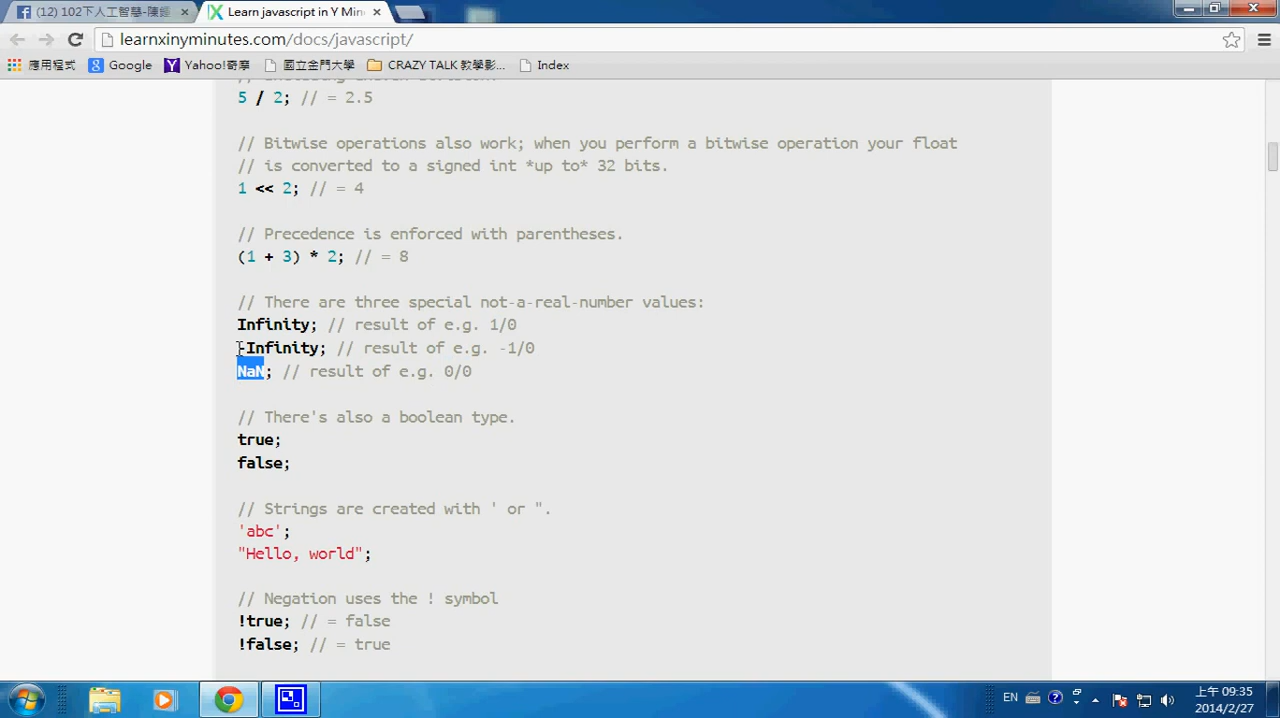 (12) 102下人工智慧-陳鍾
Learn javascript in Y Min
learnxinyminutes.com/docs/javascript/
應用程式 Google Yahoo!奇摩 國立金門大學 CRAZY TALK 教學影... Index
5 / 2; // = 2.5
// Bitwise operations also work; when you perform a bitwise operation your float
// is converted to a signed int *up to* 32 bits.
1 << 2; // = 4
// Precedence is enforced with parentheses.
(1 + 3) * 2; // = 8
// There are three special not-a-real-number values:
Infinity; // result of e.g. 1/0
-Infinity; // result of e.g. -1/0
NaN; // result of e.g. 0/0
// There's also a boolean type.
true;
false;
// Strings are created with ' or ".
'abc';
"Hello, world";
// Negation uses the ! symbol
!true; // = false
!false; // = true
EN
上午 09:35
2014/2/27